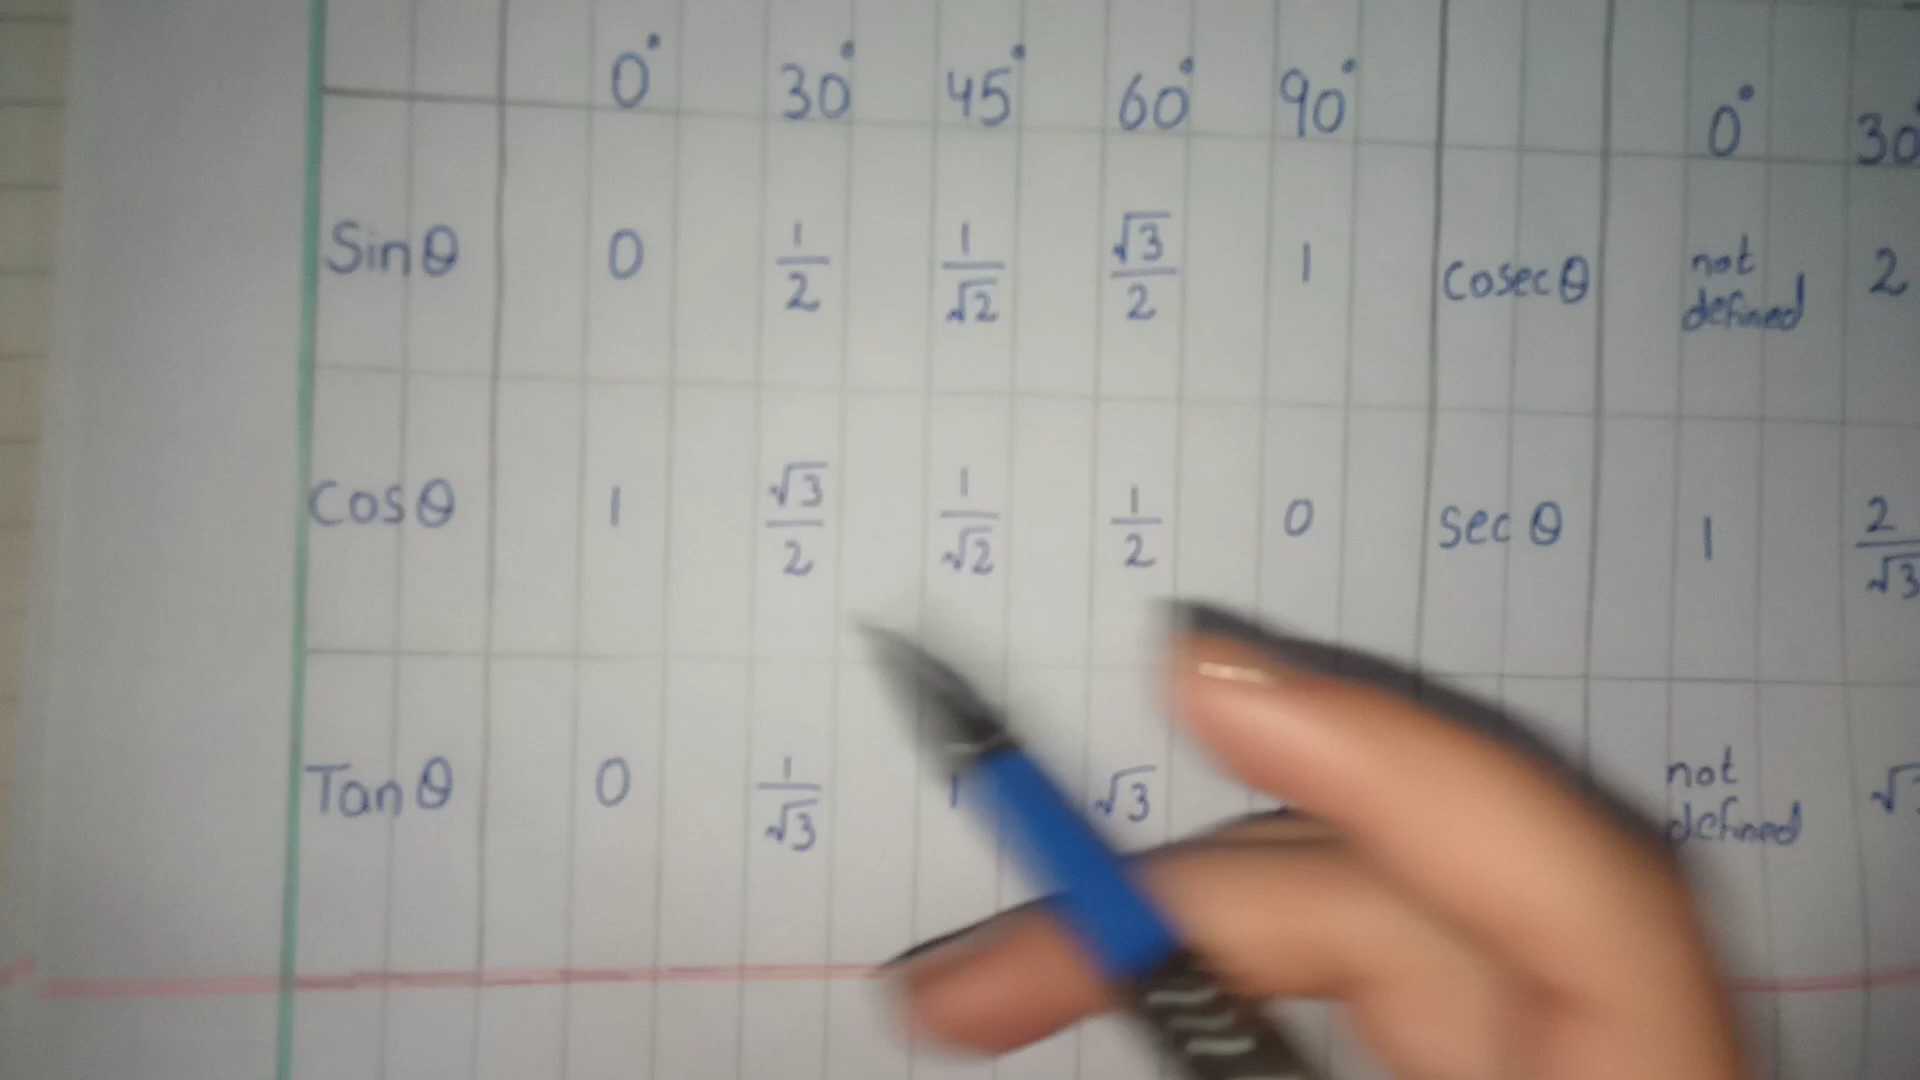 0° 30° 45° 60° 90° 0° 30°
Sinθ 0 1/2 1/√2 √3/2 1 cosecθ not defined 2
Cosθ 1 √3/2 1/√2 1/2 0 sec θ 1 2/√3
Tanθ 0 1/√3 1 √3 not defined